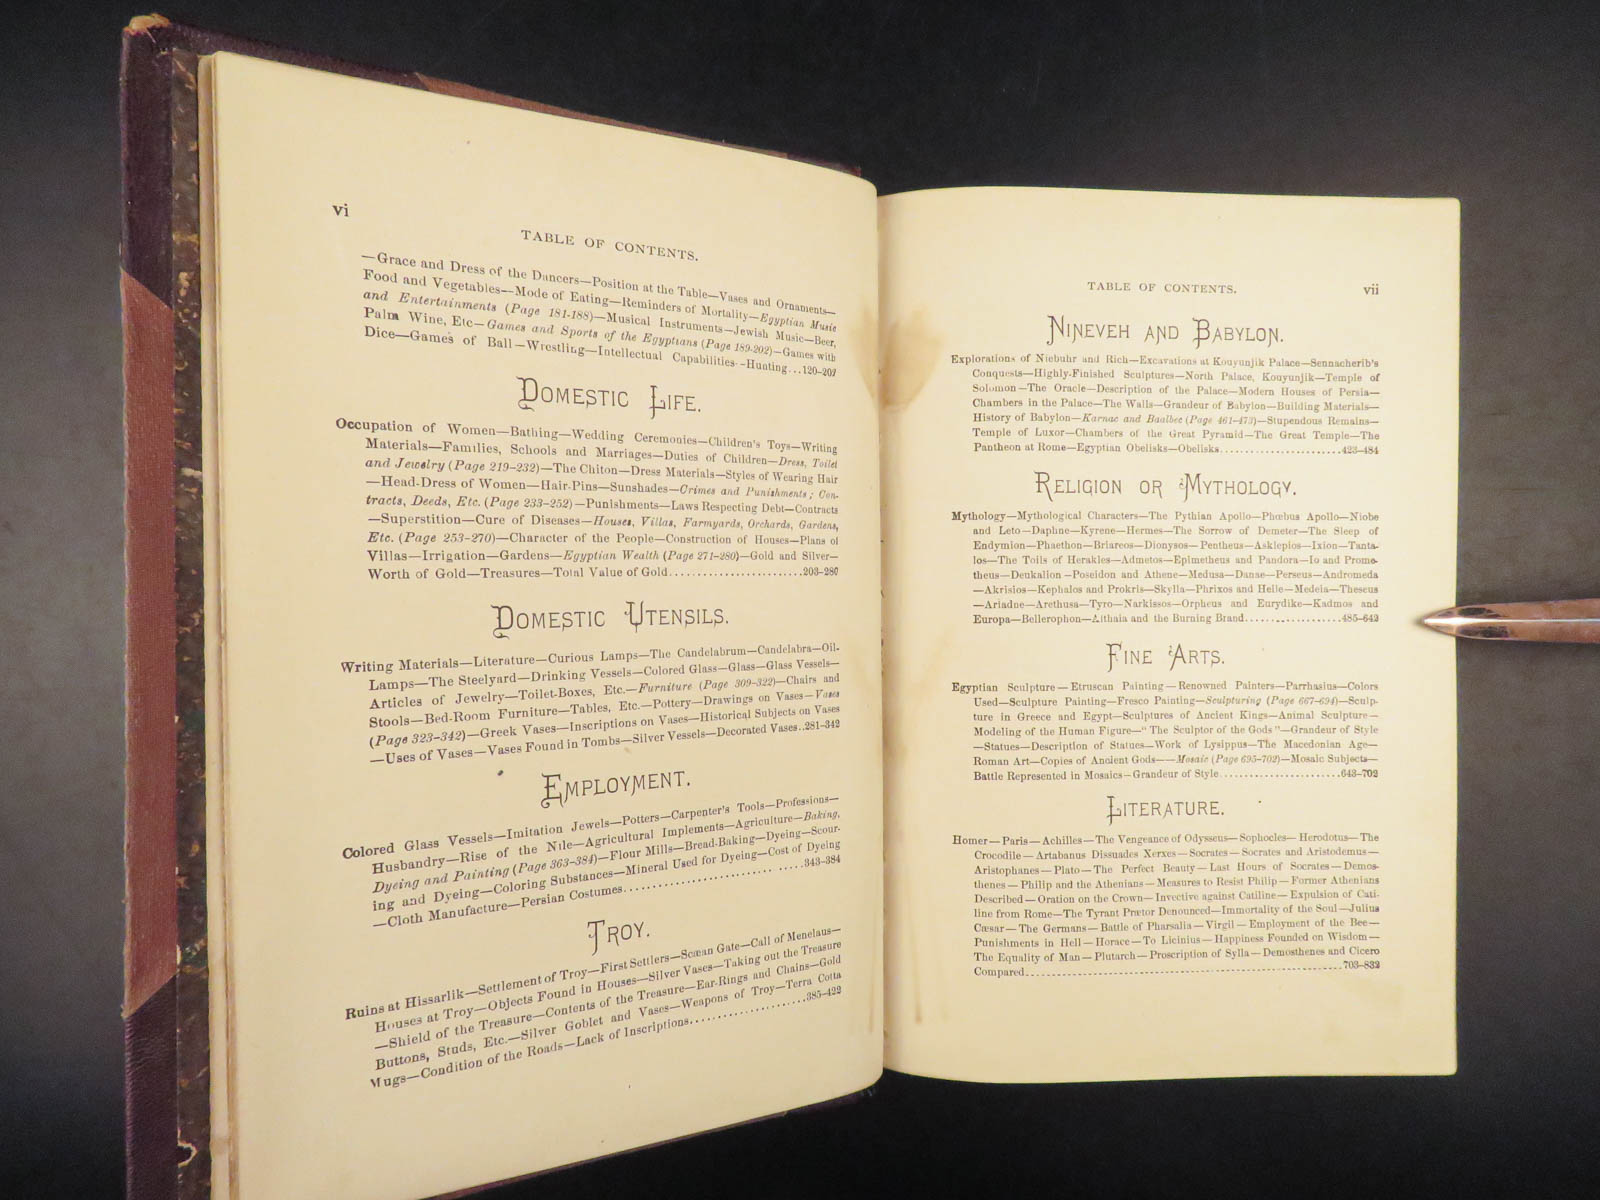 vi
TABLE OF CONTENTS.
—Grace and Dress of the Dancers—Position at the Table—Vases and Ornaments—
Food and Vegetables—Mode of Eating—Reminders of Mortality—Egyptian Music
and Entertainments (Page 181-188)—Musical Instruments—Jewish Music—Beer,
Palm Wine, Etc—Games and Sports of the Egyptians (Page 189-202)—Games with
Dice—Games of Ball—Wrestling—Intellectual Capabilities--Hunting...120-202
DOMESTIC LIFE.
Occupation of Women—Bathing—Wedding Ceremonies—Children's Toys—Writing
Materials—Families, Schools and Marriages—Duties of Children—Dress, Toilet
and Jewelry (Page 219-232)—The Chiton—Dress Materials—Styles of Wearing Hair
—Head-Dress of Women—Hair-Pins—Sunshades—Crimes and Punishments; Con-
tracts, Deeds, Etc. (Page 233-252)—Punishments—Laws Respecting Debt—Contracts
—Superstition—Cure of Diseases—Houses, Villas, Farmyards, Orchards, Gardens,
Etc. (Page 253-270)—Character of the People—Construction of Houses—Plans of
Villas—Irrigation—Gardens—Egyptian Wealth (Page 271-280)—Gold and Silver—
Worth of Gold—Treasures—Total Value of Gold........................203-280
DOMESTIC UTENSILS.
Writing Materials—Literature—Curious Lamps—The Candelabrum—Candelabra—Oil-
Lamps—The Steelyard—Drinking Vessels—Colored Glass—Glass—Glass Vessels—
Articles of Jewelry—Toilet-Boxes, Etc.—Furniture (Page 309-322)—Chairs and
Stools—Bed-Room Furniture—Tables, Etc.—Pottery—Drawings on Vases—Vases
(Page 323-342)—Greek Vases—Inscriptions on Vases—Historical Subjects on Vases
—Uses of Vases—Vases Found in Tombs—Silver Vessels—Decorated Vases..281-342
EMPLOYMENT.
Colored Glass Vessels—Imitation Jewels—Potters—Carpenter's Tools—Professions—
Husbandry—Rise of the Nile—Agricultural Implements—Agriculture—Baking,
Dyeing and Painting (Page 363-384)—Flour Mills—Bread-Baking—Dyeing—Scour-
ing and Dyeing—Coloring Substances—Mineral Used for Dyeing—Cost of Dyeing
—Cloth Manufacture—Persian Costumes.............................343-384
TROY.
Ruins at Hissarlik—Settlement of Troy—First Settlers—Scæan Gate—Call of Menelaus—
Houses at Troy—Objects Found in Houses—Silver Vases—Taking out the Treasure
—Shield of the Treasure—Contents of the Treasure—Ear-Rings and Chains—Gold
Buttons, Studs, Etc.—Silver Goblet and Vases—Weapons of Troy—Terra Cotta
Mugs—Condition of the Roads—Lack of Inscriptions....................385-422
TABLE OF CONTENTS.
vii
NINEVEH AND BABYLON.
Explorations of Niebuhr and Rich—Excavations at Kouyunjik Palace—Sennacherib's
Conquests—Highly-Finished Sculptures—North Palace, Kouyunjik—Temple of
Solomon—The Oracle—Description of the Palace—Modern Houses of Persia—
Chambers in the Palace—The Walls—Grandeur of Babylon—Building Materials—
History of Babylon—Karnac and Baalbec (Page 461-473)—Stupendous Remains—
Temple of Luxor—Chambers of the Great Pyramid—The Great Temple—The
Pantheon at Rome—Egyptian Obelisks—Obelisks.....................423-484
RELIGION OR MYTHOLOGY.
Mythology—Mythological Characters—The Pythian Apollo—Phœbus Apollo—Niobe
and Leto—Daphne—Kyrene—Hermes—The Sorrow of Demeter—The Sleep of
Endymion—Phaethon—Briareos—Dionysos—Pentheus—Asklepios—Ixion—Tanta-
los—The Toils of Herakles—Admetos—Epimetheus and Pandora—Io and Prome-
theus—Deukalion—Poseidon and Athene—Medusa—Danae—Perseus—Andromeda
—Akrisios—Kephalos and Prokris—Skylla—Phrixos and Helle—Medeia—Theseus
—Ariadne—Arethusa—Tyro—Narkissos—Orpheus and Eurydike—Kadmos and
Europa—Bellerophon—Althaia and the Burning Brand.................485-642
FINE ARTS.
Egyptian Sculpture—Etruscan Painting—Renowned Painters—Parrhasius—Colors
Used—Sculpture Painting—Fresco Painting—Sculpturing (Page 667-694)—Sculp-
ture in Greece and Egypt—Sculptures of Ancient Kings—Animal Sculpture—
Modeling of the Human Figure—"The Sculptor of the Gods"—Grandeur of Style
—Statues—Description of Statues—Work of Lysippus—The Macedonian Age—
Roman Art—Copies of Ancient Gods——Mosaic (Page 695-702)—Mosaic Subjects—
Battle Represented in Mosaics—Grandeur of Style.....................643-702
LITERATURE.
Homer—Paris—Achilles—The Vengeance of Odysseus—Sophocles—Herodotus—The
Crocodile—Artabanus Dissuades Xerxes—Socrates—Socrates and Aristodemus—
Aristophanes—Plato—The Perfect Beauty—Last Hours of Socrates—Demos-
thenes—Philip and the Athenians—Measures to Resist Philip—Former Athenians
Described—Oration on the Crown—Invective against Catiline—Expulsion of Cati-
line from Rome—The Tyrant Prætor Denounced—Immortality of the Soul—Julius
Cæsar—The Germans—Battle of Pharsalia—Virgil—Employment of the Bee—
Punishments in Hell—Horace—To Licinius—Happiness Founded on Wisdom—
The Equality of Man—Plutarch—Proscription of Sylla—Demosthenes and Cicero
Compared.......................................................703-832